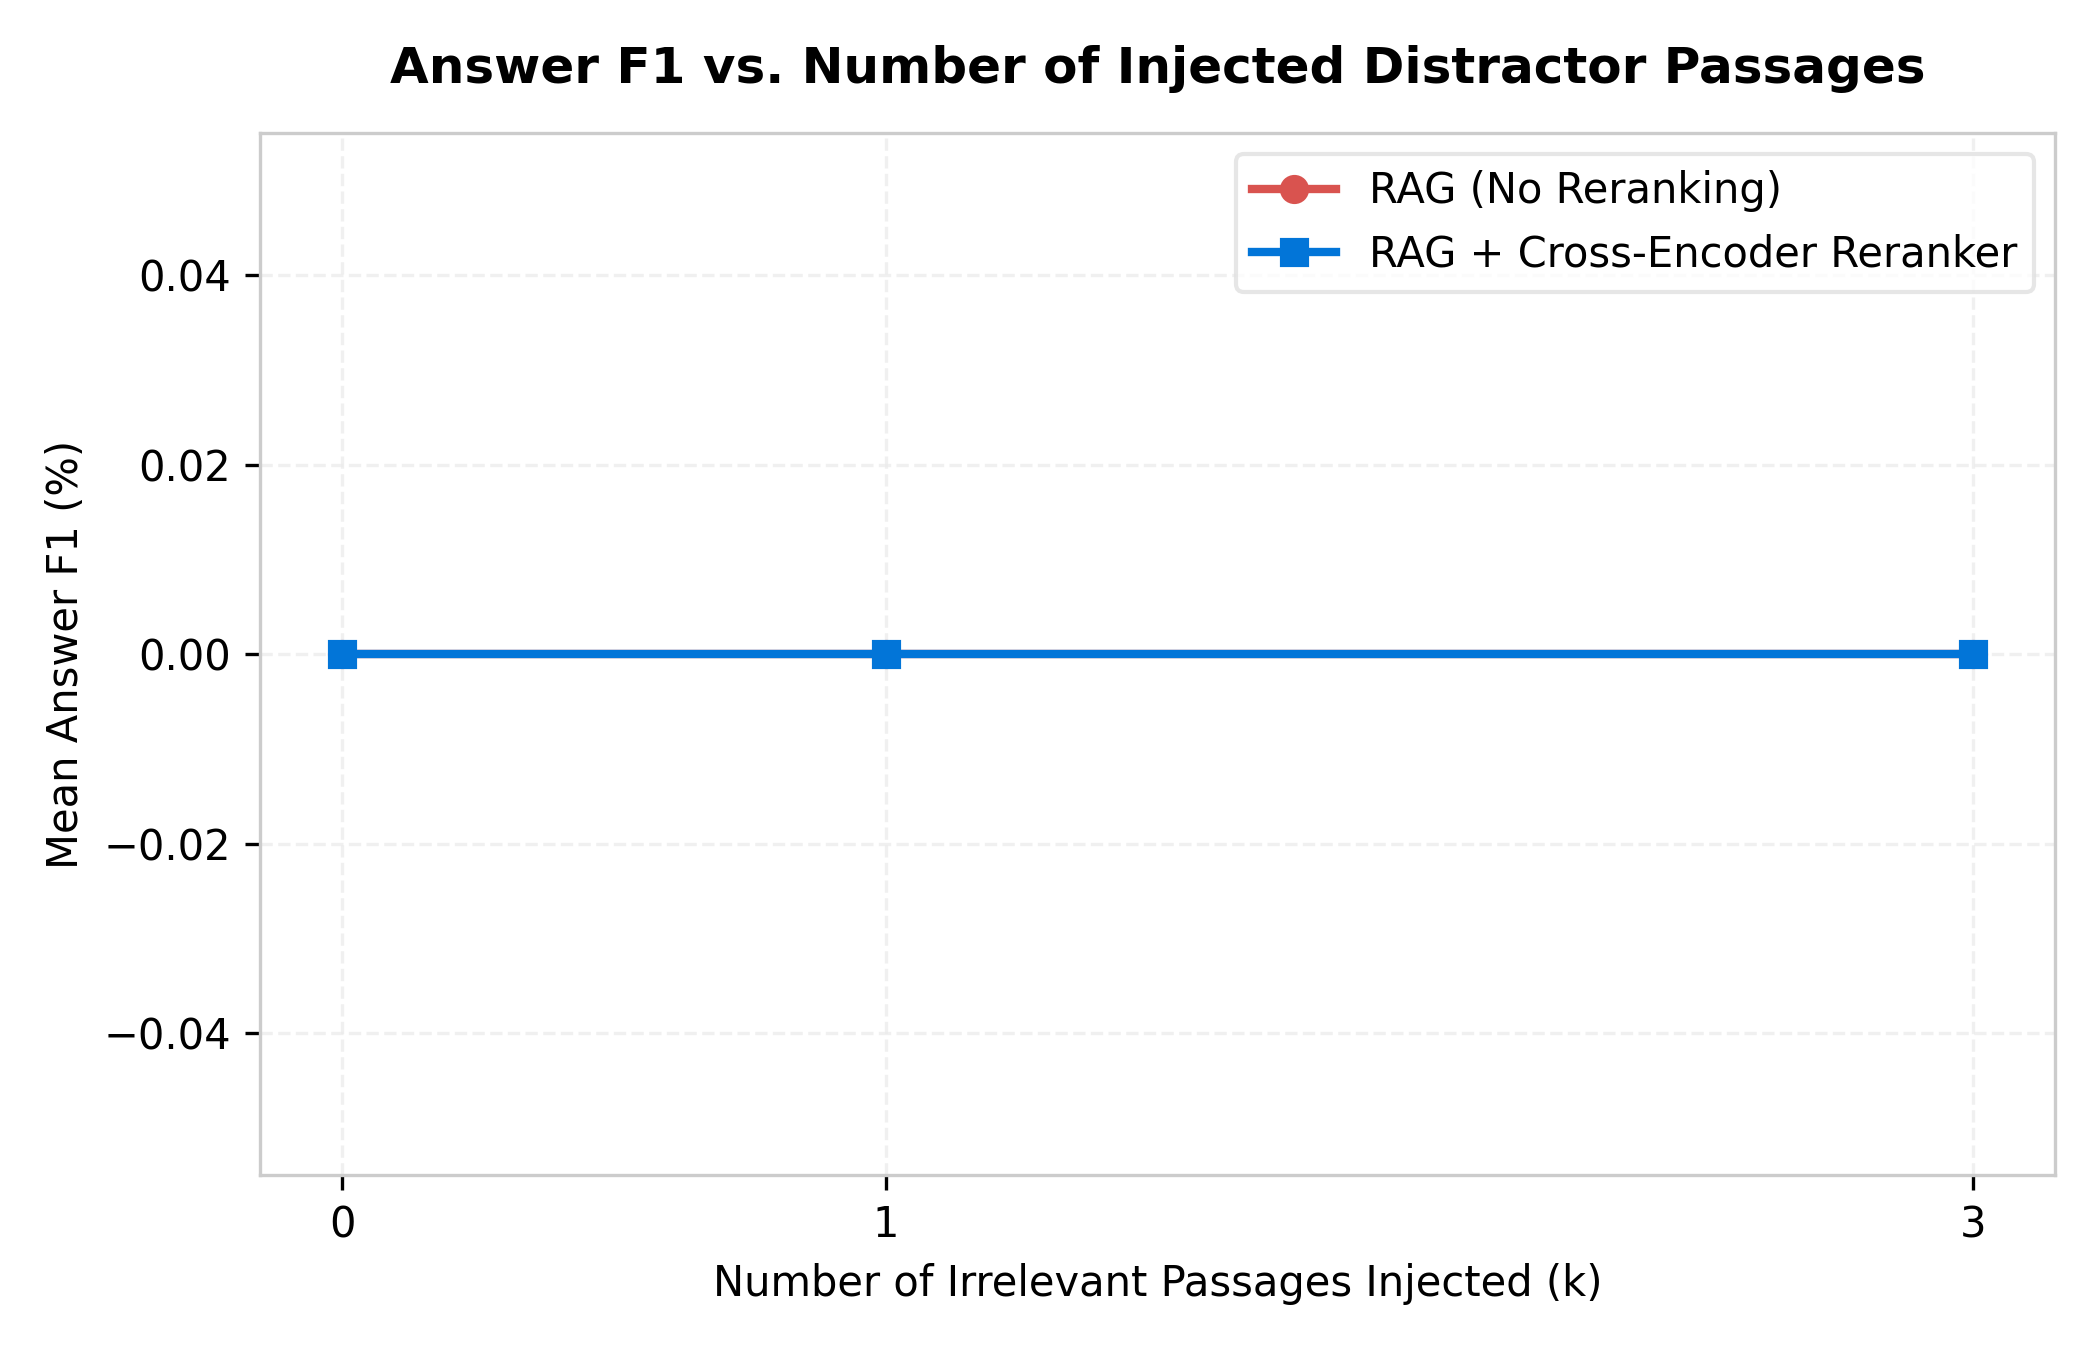 Answer F1 vs. Number of Injected Distractor Passages
RAG (No Reranking)
RAG + Cross-Encoder Reranker
Mean Answer F1 (%)
0.04
0.02
0.00
−0.02
−0.04
0 1 3
Number of Irrelevant Passages Injected (k)